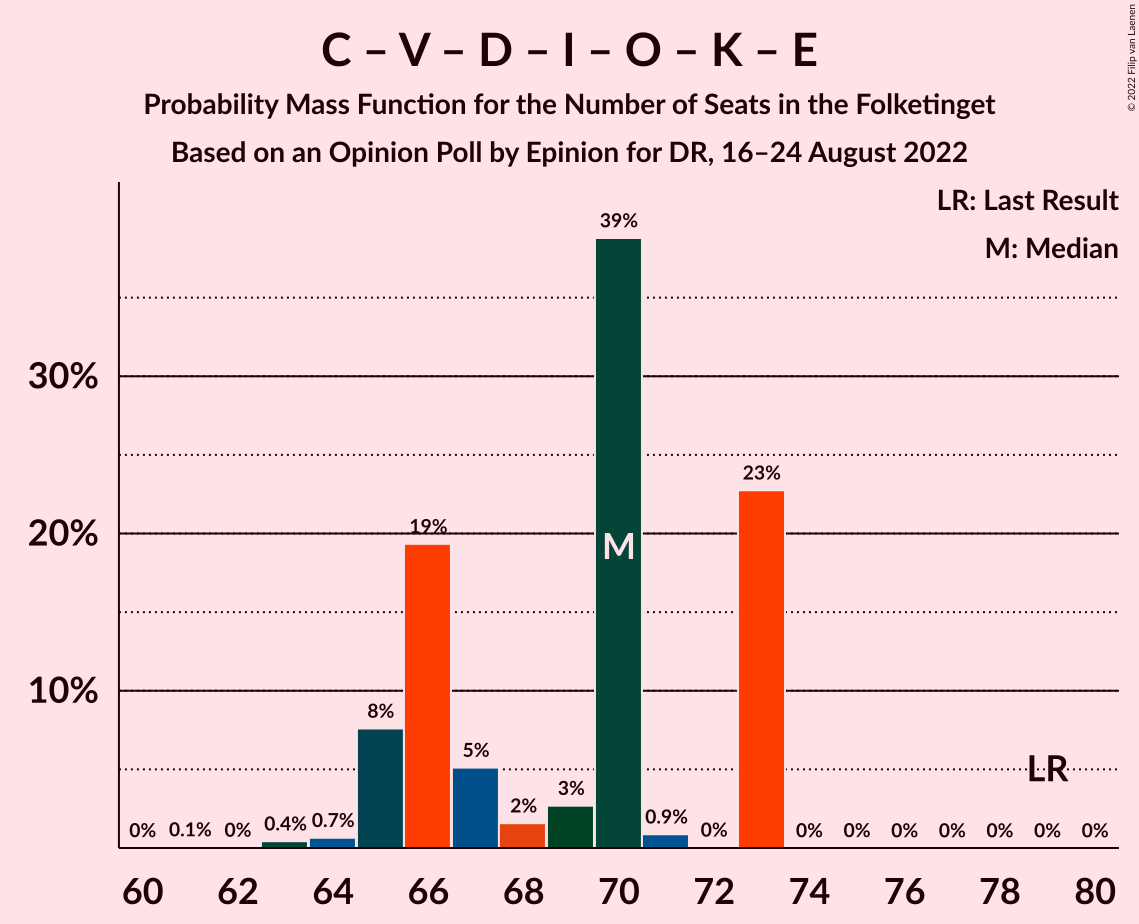 C – V – D – I – O – K – E
Probability Mass Function for the Number of Seats in the Folketinget
Based on an Opinion Poll by Epinion for DR, 16–24 August 2022
© 2022 Filip van Laenen
LR: Last Result
M: Median
39%
30%
23%
19%
20%
M
10%
8%
5%
LR
3%
2%
0% 0.1% 0% 0.4% 0.7% 0.9% 0% 0% 0% 0% 0% 0% 0% 0%
60 62 64 66 68 70 72 74 76 78 80